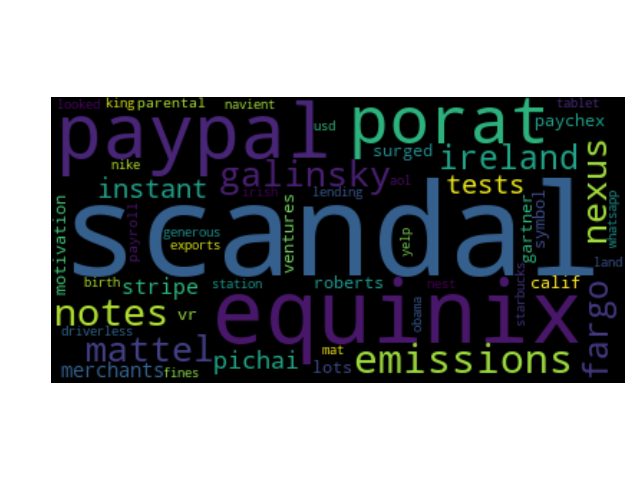 looked king parental navient tablet
paypal usd porat paychex
nike surged ireland
instant galinsky aol tests nexus
irish lending
scandal
motivation payroll generous exports ventures yelp gartner symbol whatsapp
birth stripe station roberts nest starbucks calif land
notes vr equinix obama fargo
driverless
mattel pichai mat emissions
merchants fines lots